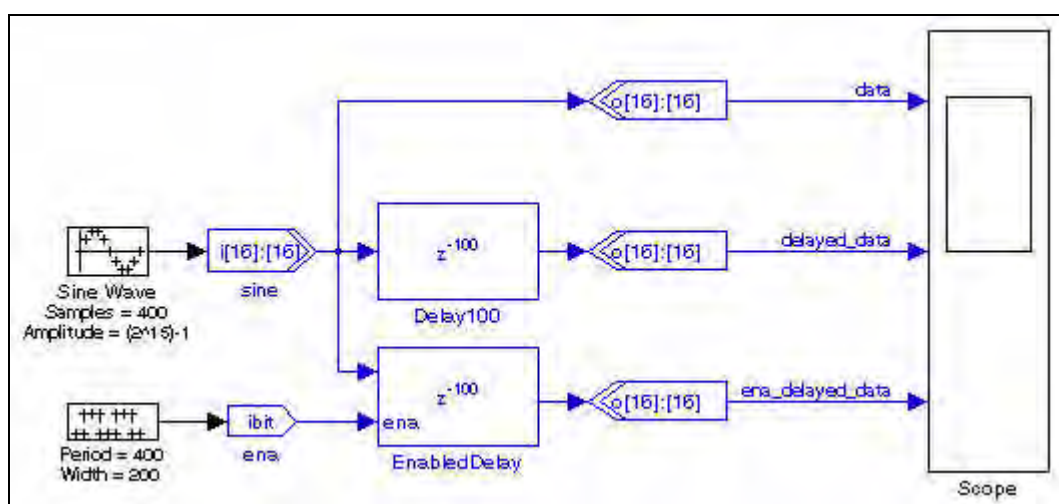 o[16]:[16]
data
z-100
o[16]:[16]
delayed_data
i[16]:[16]
sine
Sine Wave
Samples = 400
Amplitude = (2^15)-1
Delay100
z-100
ena
o[16]:[16]
ena_delayed_data
ibit
ena
Period = 400
Width = 200
EnabledDelay
Scope